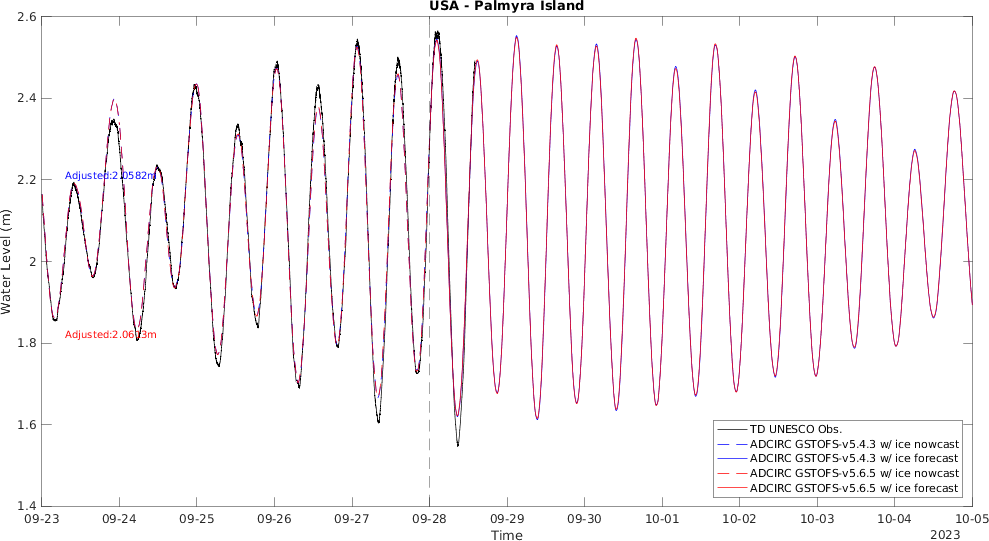 USA - Palmyra Island
2.6
2.4
2.2
2
1.8
1.6
1.4
Water Level (m)
Adjusted:2.0582m
Adjusted:2.0603m
TD UNESCO Obs.
ADCIRC GSTOFS-v5.4.3 w/ ice nowcast
ADCIRC GSTOFS-v5.4.3 w/ ice forecast
ADCIRC GSTOFS-v5.6.5 w/ ice nowcast
ADCIRC GSTOFS-v5.6.5 w/ ice forecast
09-23 09-24 09-25 09-26 09-27 09-28 09-29 09-30 10-01 10-02 10-03 10-04 10-05
Time
2023